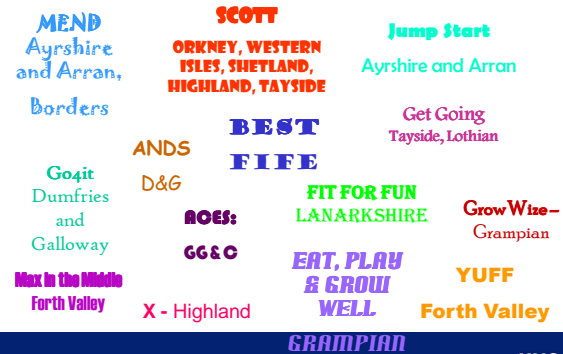 MEND
Ayrshire
and Arran,
Borders
SCOTT
ORKNEY, WESTERN
ISLES, SHETLAND,
HIGHLAND, TAYSIDE
Jump Start
Ayrshire and Arran
Get Going
Tayside, Lothian
BEST
FIFE
ANDS
D&G
Go4it
Dumfries
and
Galloway
ACES:
GG&C
FIT FOR FUN
LANARKSHIRE
GrowWize –
Grampian
Max in the Middle
Forth Valley
X - Highland
EAT, PLAY
& GROW
WELL
GRAMPIAN
YUFF
Forth Valley